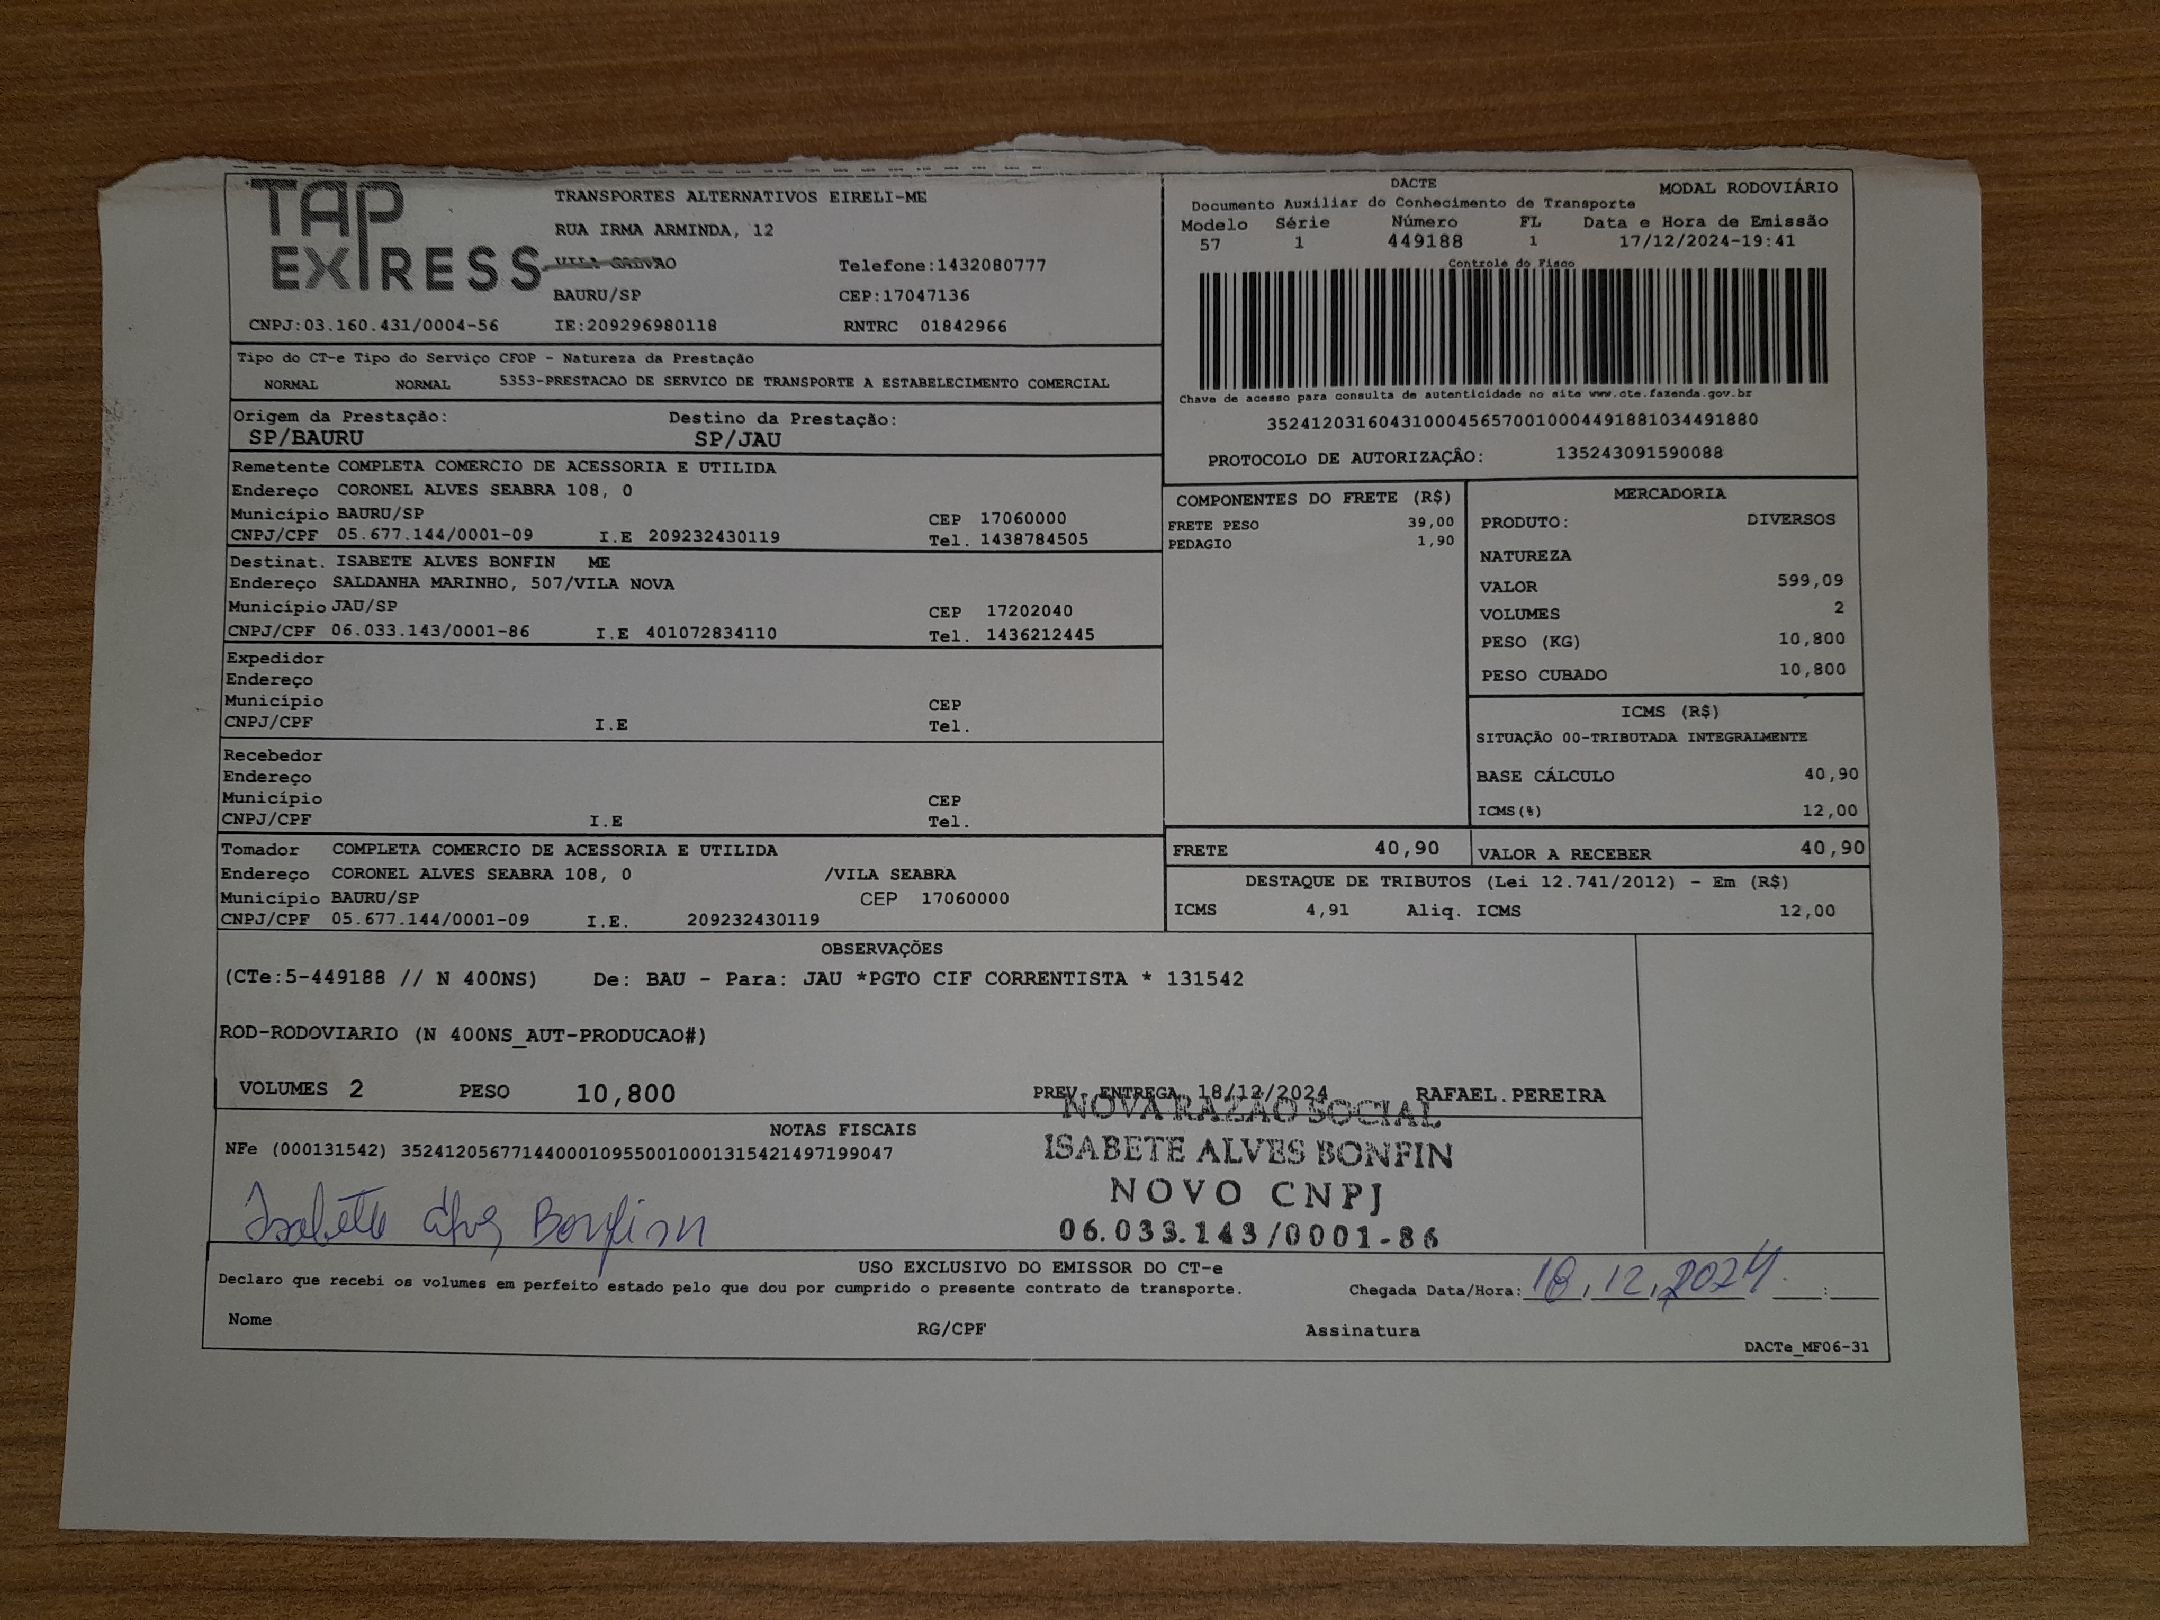 TAP EXPRESS
TRANSPORTES ALTERNATIVOS EIRELI-ME
RUA IRMA ARMINDA, 12
VILA GALVAO Telefone:1432080777
BAURU/SP CEP:17047136
CNPJ:03.160.431/0004-56 IE:209296980118 RNTRC 01842966
DACTE MODAL RODOVIÁRIO
Documento Auxiliar do Conhecimento de Transporte
Modelo Série Número FL Data e Hora de Emissão
57 1 449188 1 17/12/2024-19:41
Controle do Fisco
Chave de acesso para consulta de autenticidade no site www.cte.fazenda.gov.br
35241203160431000456570010004491881034491880
PROTOCOLO DE AUTORIZAÇÂO: 135243091590088
Tipo do CT-e Tipo do Serviço CFOP - Natureza da Prestação
NORMAL NORMAL 5353-PRESTACAO DE SERVICO DE TRANSPORTE A ESTABELECIMENTO COMERCIAL
Origem da Prestação: Destino da Prestação:
SP/BAURU SP/JAU
Remetente COMPLETA COMERCIO DE ACESSORIA E UTILIDA
Endereço CORONEL ALVES SEABRA 108, 0
Município BAURU/SP CEP 17060000
CNPJ/CPF 05.677.144/0001-09 I.E 209232430119 Tel. 1438784505
Destinat. ISABETE ALVES BONFIN ME
Endereço SALDANHA MARINHO, 507/VILA NOVA
Município JAU/SP CEP 17202040
CNPJ/CPF 06.033.143/0001-86 I.E 401072834110 Tel. 1436212445
Expedidor
Endereço
Município CEP
CNPJ/CPF I.E Tel.
Recebedor
Endereço
Município CEP
CNPJ/CPF I.E Tel.
Tomador COMPLETA COMERCIO DE ACESSORIA E UTILIDA
Endereço CORONEL ALVES SEABRA 108, 0 /VILA SEABRA
Município BAURU/SP CEP 17060000
CNPJ/CPF 05.677.144/0001-09 I.E. 209232430119
COMPONENTES DO FRETE (R$)
FRETE PESO 39,00
PEDAGIO 1,90
MERCADORIA
PRODUTO: DIVERSOS
NATUREZA
VALOR 599,09
VOLUMES 2
PESO (KG) 10,800
PESO CUBADO 10,800
ICMS (R$)
SITUAÇÃO 00-TRIBUTADA INTEGRALMENTE
BASE CÁLCULO 40,90
ICMS(%) 12,00
FRETE 40,90 VALOR A RECEBER 40,90
DESTAQUE DE TRIBUTOS (Lei 12.741/2012) - Em (R$)
ICMS 4,91 Aliq. ICMS 12,00
OBSERVAÇÕES
(CTe:5-449188 // N 400NS) De: BAU - Para: JAU *PGTO CIF CORRENTISTA * 131542
ROD-RODOVIARIO (N 400NS_AUT-PRODUCAO#)
VOLUMES 2 PESO 10,800 PREV. ENTREGA 18/12/2024 RAFAEL.PEREIRA
NOTAS FISCAIS
NFe (000131542) 35241205677144000109550010001315421497199047
NOVA RAZAO SOCIAL
ISABETE ALVES BONFIN
NOVO CNPJ
06.033.143/0001-86
Isabete Alves Bonfim
USO EXCLUSIVO DO EMISSOR DO CT-e
Declaro que recebi os volumes em perfeito estado pelo que dou por cumprido o presente contrato de transporte. Chegada Data/Hora: 18.12.2024 :
Nome RG/CPF Assinatura
DACTe_MF06-31